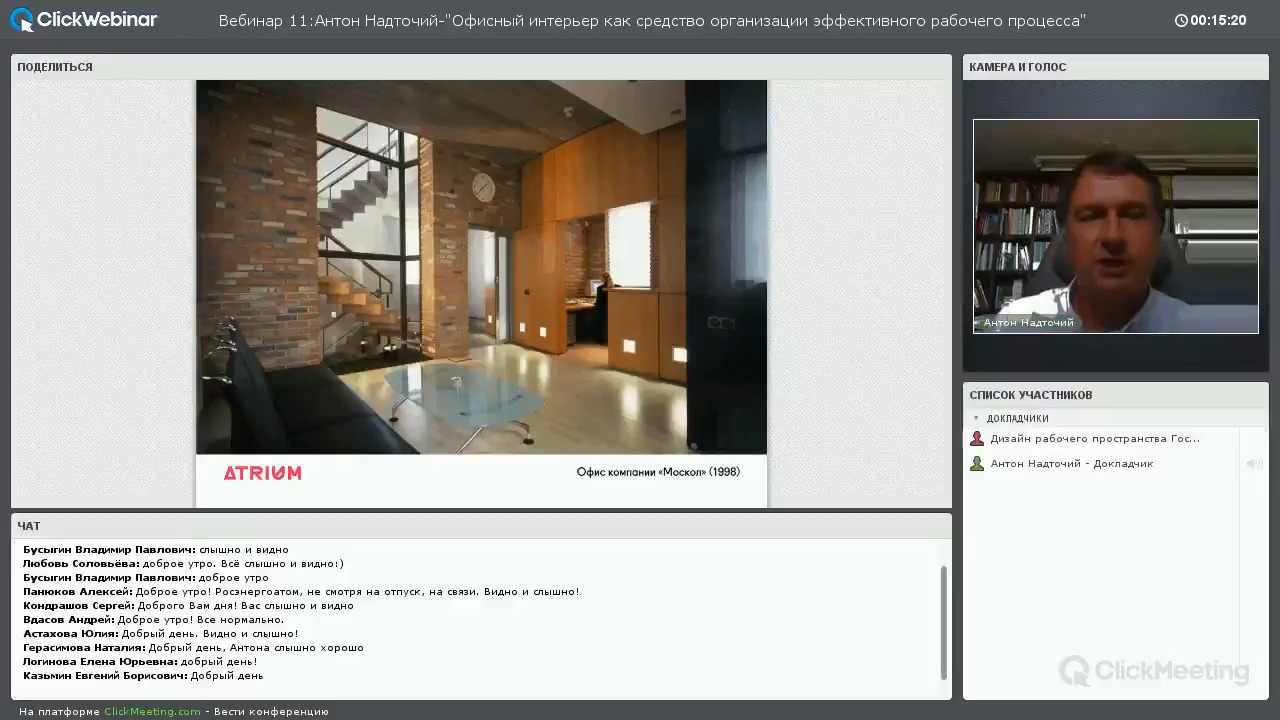 ClickWebinar
Вебинар 11:Антон Надточий-"Офисный интерьер как средство организации эффективного рабочего процесса"
00:15:20
ПОДЕЛИТЬСЯ
ATRIUM
Офис компании «Москол» (1998)
КАМЕРА И ГОЛОС
Антон Надточий
СПИСОК УЧАСТНИКОВ
ДОКЛАДЧИКИ
Дизайн рабочего пространства Гос...
Антон Надточий - Докладчик
ClickMeeting
ЧАТ
Бусыгин Владимир Павлович: слышно и видно
Любовь Соловьёва: доброе утро. Всё слышно и видно:)
Бусыгин Владимир Павлович: доброе утро
Панюков Алексей: Доброе утро! Росэнергоатом, не смотря на отпуск, на связи. Видно и слышно!
Кондрашов Сергей: Доброго Вам дня! Вас слышно и видно
Вдасов Андрей: Доброе утро! Все нормально.
Астахова Юлия: Добрый день. Видно и слышно!
Герасимова Наталия: Добрый день, Антона слышно хорошо
Логинова Елена Юрьевна: добрый день!
Казьмин Евгений Борисович: Добрый день
На платформе ClickMeeting.com - Вести конференцию